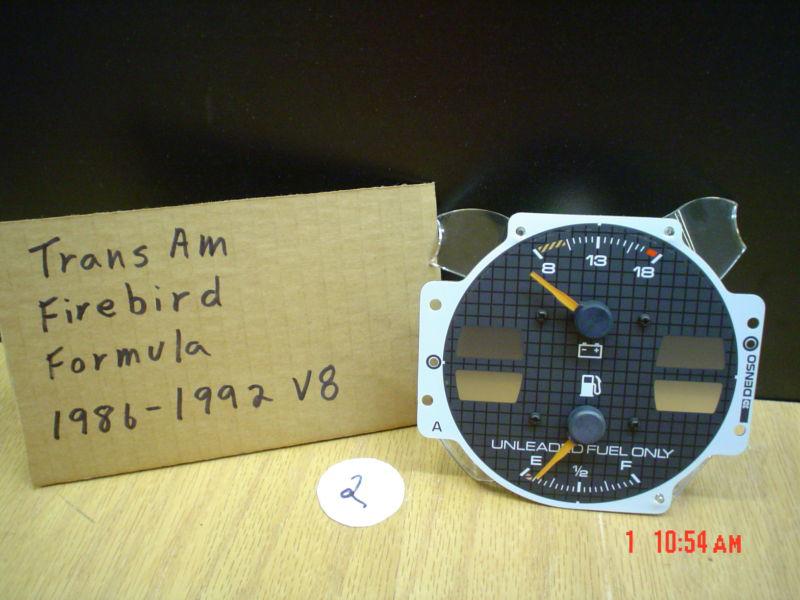 Trans Am
Firebird
Formula
1986-1992 V8
2
8 13 18
DENSO
A
UNLEADED FUEL ONLY
E 1/2 F
1 10:54 AM